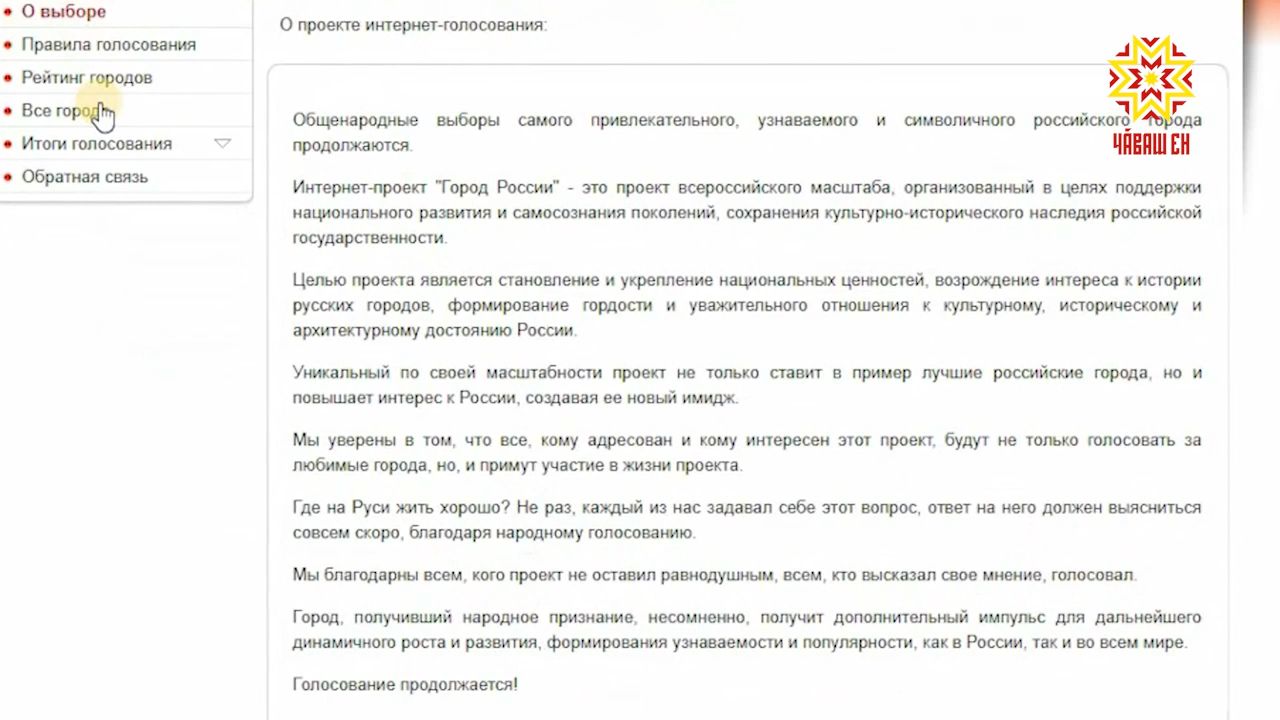 О выборе
Правила голосования
Рейтинг городов
Все города
Итоги голосования
Обратная связь
О проекте интернет-голосования:
Общенародные выборы самого привлекательного, узнаваемого и символичного российского города
продолжаются.
Интернет-проект "Город России" - это проект всероссийского масштаба, организованный в целях поддержки
национального развития и самосознания поколений, сохранения культурно-исторического наследия российской
государственности.
Целью проекта является становление и укрепление национальных ценностей, возрождение интереса к истории
русских городов, формирование гордости и уважительного отношения к культурному, историческому и
архитектурному достоянию России.
Уникальный по своей масштабности проект не только ставит в пример лучшие российские города, но и
повышает интерес к России, создавая ее новый имидж.
Мы уверены в том, что все, кому адресован и кому интересен этот проект, будут не только голосовать за
любимые города, но, и примут участие в жизни проекта.
Где на Руси жить хорошо? Не раз, каждый из нас задавал себе этот вопрос, ответ на него должен выясниться
совсем скоро, благодаря народному голосованию.
Мы благодарны всем, кого проект не оставил равнодушным, всем, кто высказал свое мнение, голосовал.
Город, получивший народное признание, несомненно, получит дополнительный импульс для дальнейшего
динамичного роста и развития, формирования узнаваемости и популярности, как в России, так и во всем мире.
Голосование продолжается!
ЧӐВАШ ЕН